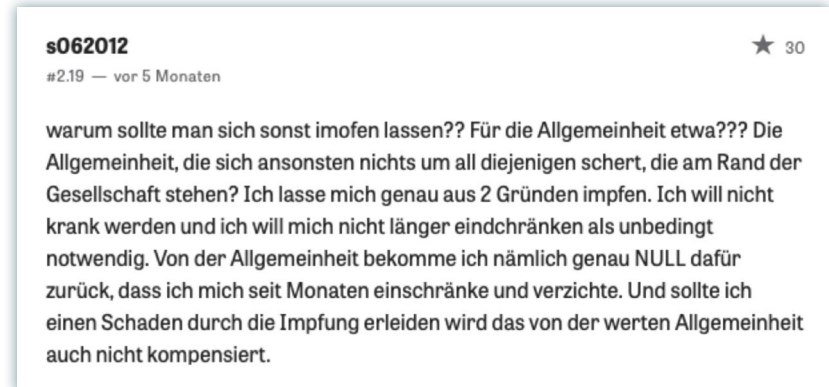 s062012
★ 30
#2.19 — vor 5 Monaten
warum sollte man sich sonst imofen lassen?? Für die Allgemeinheit etwa??? Die
Allgemeinheit, die sich ansonsten nichts um all diejenigen schert, die am Rand der
Gesellschaft stehen? Ich lasse mich genau aus 2 Gründen impfen. Ich will nicht
krank werden und ich will mich nicht länger eindchränken als unbedingt
notwendig. Von der Allgemeinheit bekomme ich nämlich genau NULL dafür
zurück, dass ich mich seit Monaten einschränke und verzichte. Und sollte ich
einen Schaden durch die Impfung erleiden wird das von der werten Allgemeinheit
auch nicht kompensiert.